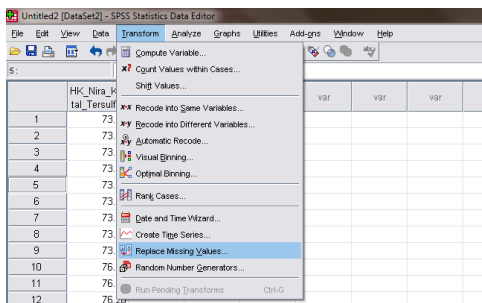 Untitled2 [DataSet2] - SPSS Statistics Data Editor
File Edit View Data Transform Analyze Graphs Utilities Add-ons Window Help
5:
Compute Variable...
Count Values within Cases...
Shift Values...
Recode into Same Variables...
Recode into Different Variables...
Automatic Recode...
Visual Binning...
Optimal Binning...
Rank Cases...
Date and Time Wizard...
Create Time Series...
Replace Missing Values...
Random Number Generators...
Run Pending Transforms Ctrl-G
HK_Nira_K
tal_Tersulf
var var var
1 73.
2 73.
3 73.
4 73.
5 73.
6 73.
7 73.
8 73.
9 73.
10 76.
11 76.
12